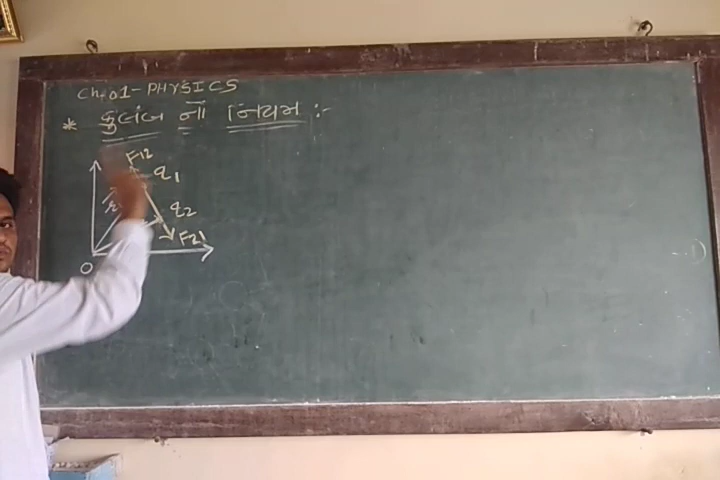 Ch-01-PHYSICS
* કુલંબ નો નિયમ :-
F12
q1
q2
F21
O